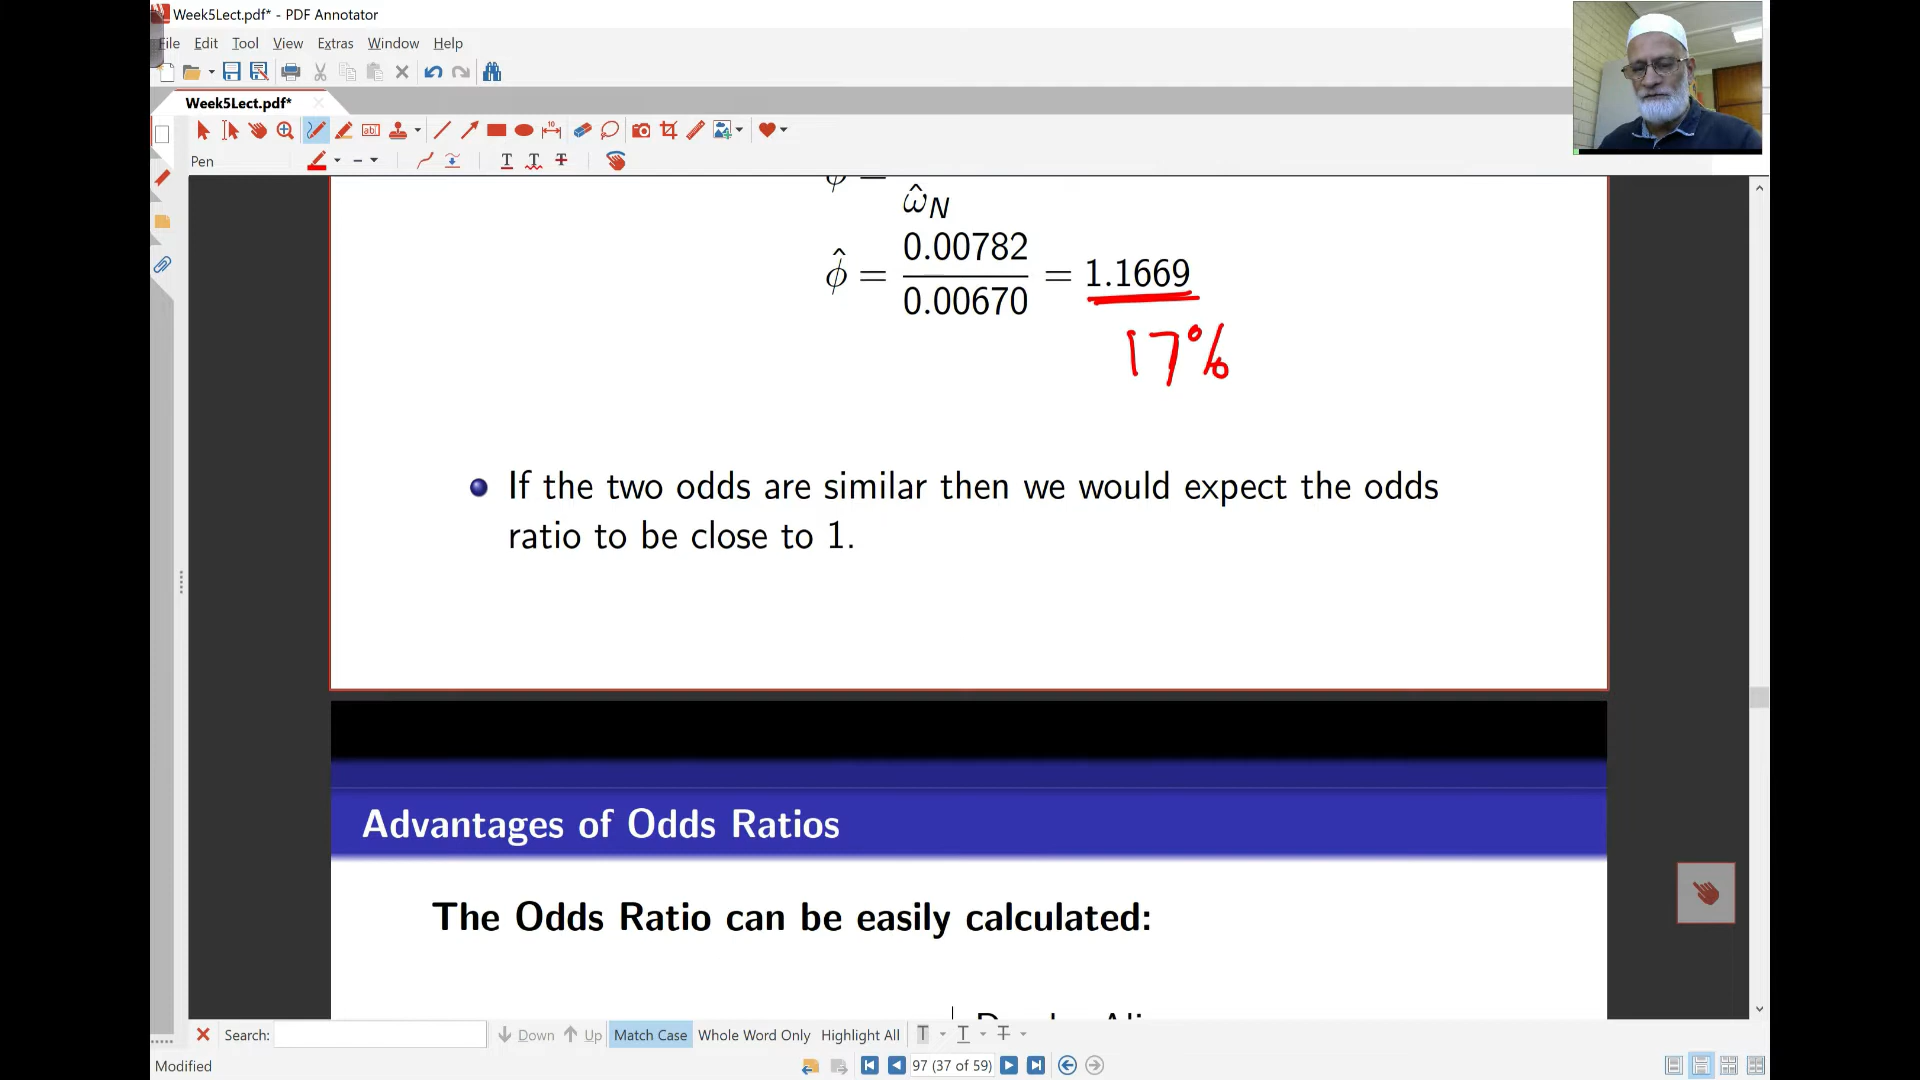 Week5Lect.pdf* - PDF Annotator
File Edit Tool View Extras Window Help
Week5Lect.pdf*
Pen
ω̂N
ϕ̂ = 0.00782 / 0.00670 = 1.1669
17%
If the two odds are similar then we would expect the odds
ratio to be close to 1.
Advantages of Odds Ratios
The Odds Ratio can be easily calculated:
Search: Down Up Match Case Whole Word Only Highlight All
Modified
97 (37 of 59)